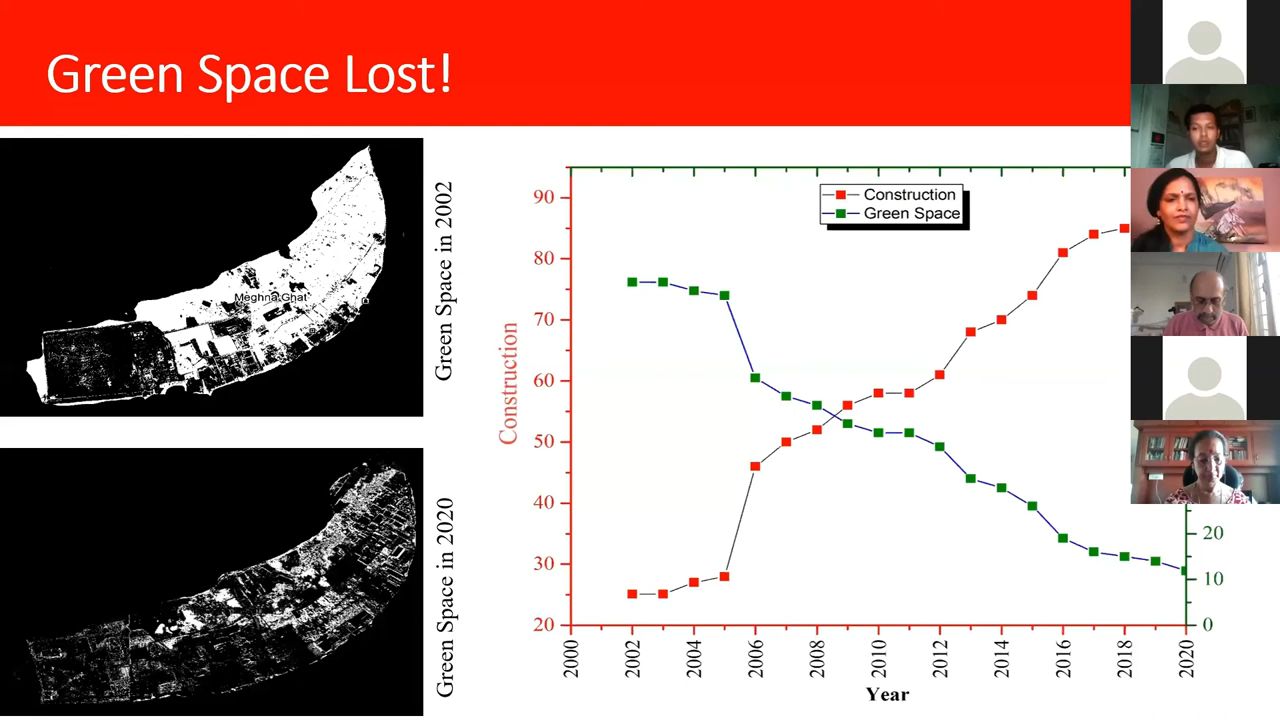 Green Space Lost!
Meghna Ghat
Green Space in 2002
Green Space in 2020
Construction
Green Space
Construction
90
80
70
60
50
40
30
20
20
10
0
2000
2002
2004
2006
2008
2010
2012
2014
2016
2018
2020
Year